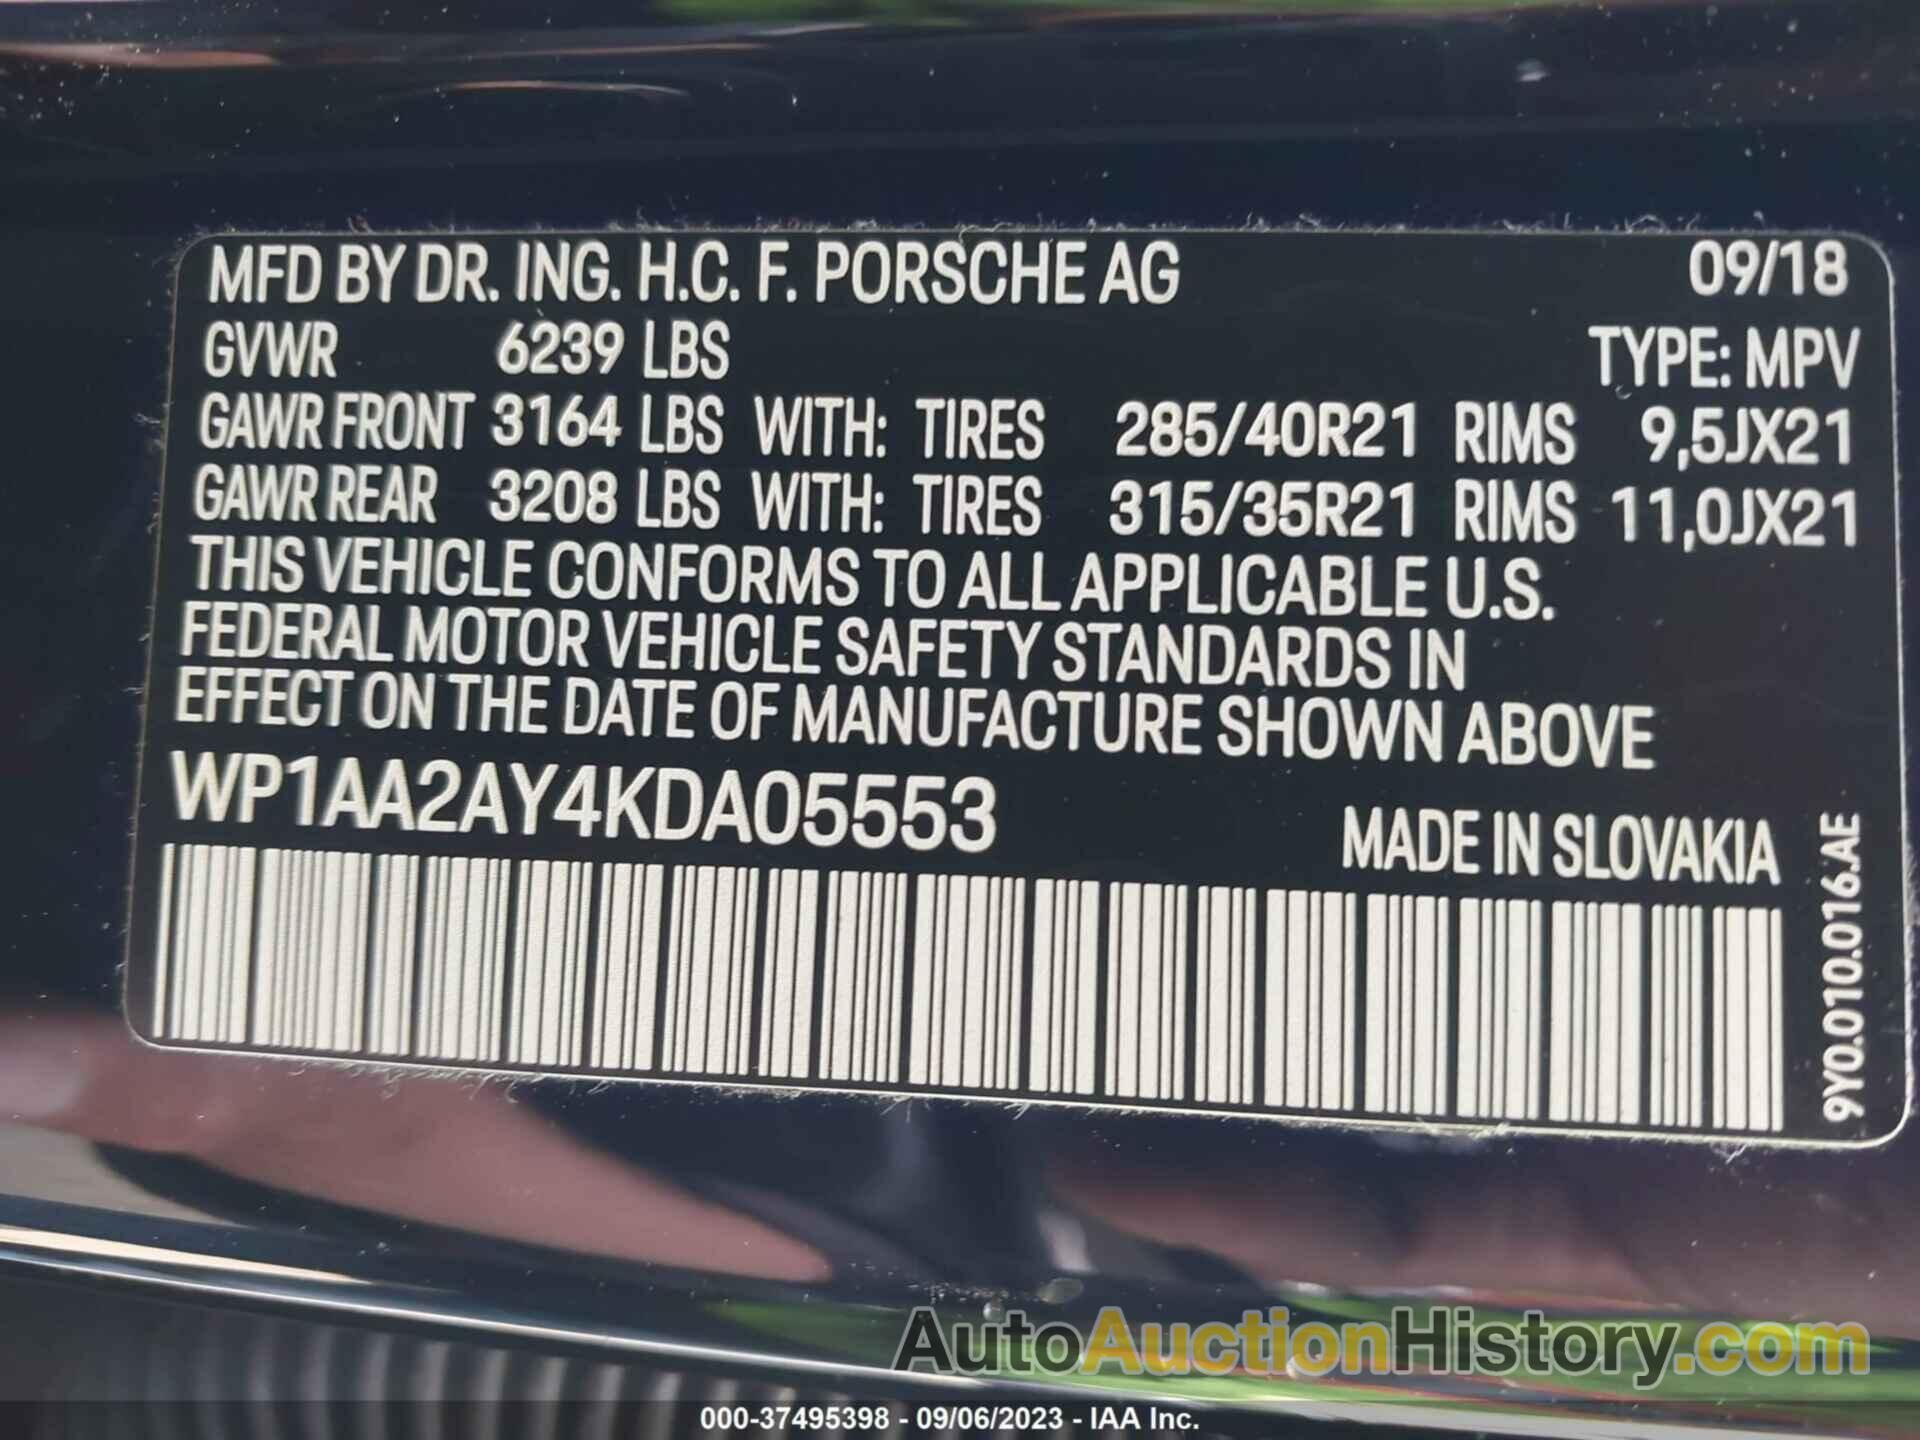 MFD BY DR. ING. H.C. F. PORSCHE AG 09/18
GVWR 6239 LBS TYPE: MPV
GAWR FRONT 3164 LBS WITH: TIRES 285/40R21 RIMS 9,5JX21
GAWR REAR 3208 LBS WITH: TIRES 315/35R21 RIMS 11,0JX21
THIS VEHICLE CONFORMS TO ALL APPLICABLE U.S.
FEDERAL MOTOR VEHICLE SAFETY STANDARDS IN
EFFECT ON THE DATE OF MANUFACTURE SHOWN ABOVE
WP1AA2AY4KDA05553
MADE IN SLOVAKIA
9Y0.010.016.AE
AutoAuctionHistory.com
000-37495398 - 09/06/2023 - IAA Inc.